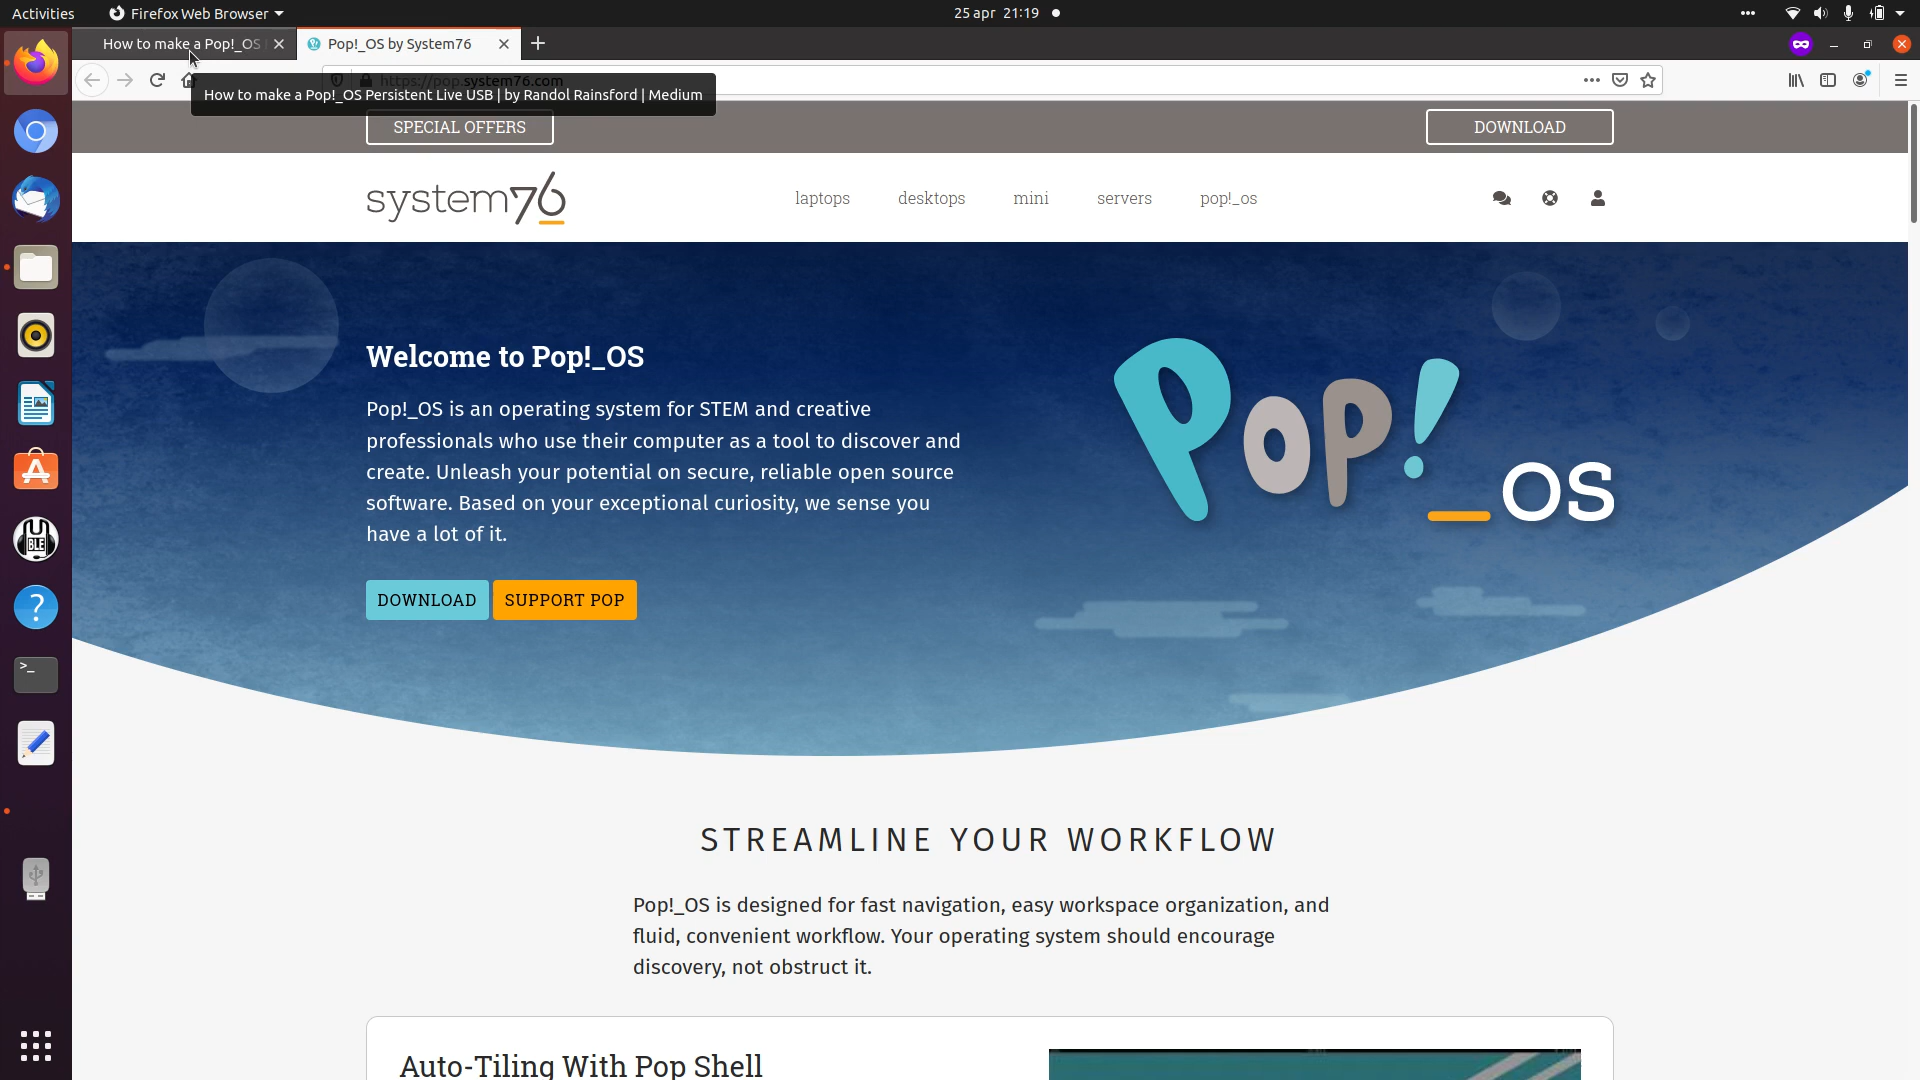 Activities
Firefox Web Browser
25 apr 21:19
How to make a Pop!_OS
Pop!_OS by System76
https://pop.system76.com
How to make a Pop!_OS Persistent Live USB | by Randol Rainsford | Medium
SPECIAL OFFERS
DOWNLOAD
system76
laptops
desktops
mini
servers
pop!_os
Welcome to Pop!_OS
Pop!_OS is an operating system for STEM and creative
professionals who use their computer as a tool to discover and
create. Unleash your potential on secure, reliable open source
software. Based on your exceptional curiosity, we sense you
have a lot of it.
Pop!_OS
DOWNLOAD
SUPPORT POP
BLE
STREAMLINE YOUR WORKFLOW
Pop!_OS is designed for fast navigation, easy workspace organization, and
fluid, convenient workflow. Your operating system should encourage
discovery, not obstruct it.
Auto-Tiling With Pop Shell